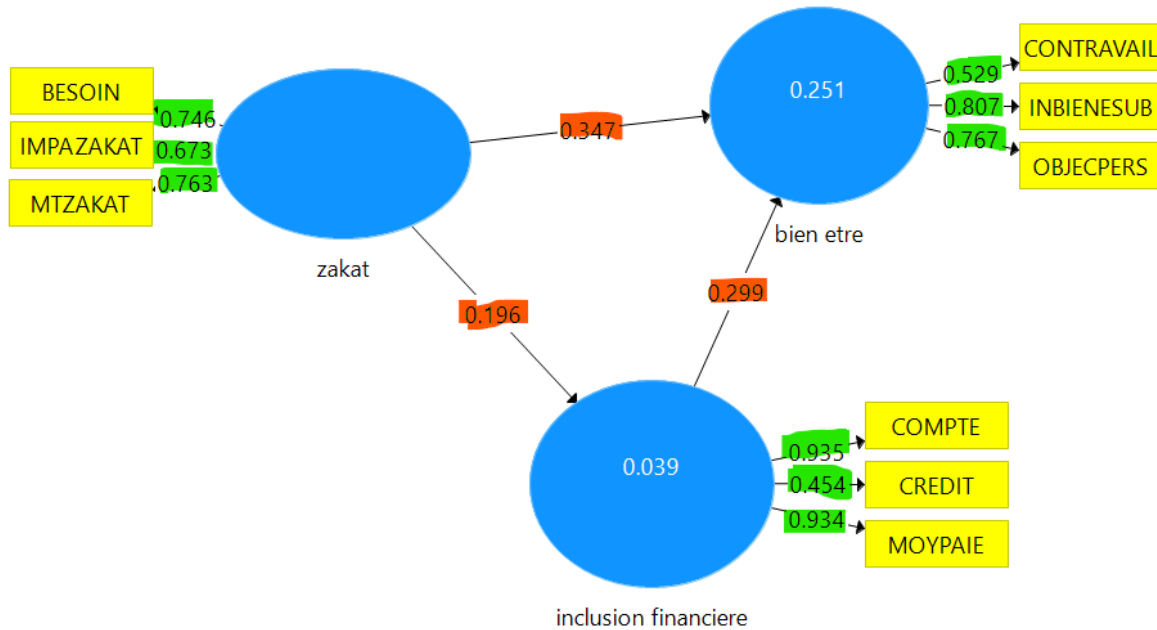 BESOIN
IMPAZAKAT
MTZAKAT
0.746
0.673
0.763
zakat
0.347
0.196
0.251
bien etre
0.529
0.807
0.767
CONTRAVAIL
INBIENESUB
OBJECPERS
0.299
0.039
inclusion financiere
0.935
0.454
0.934
COMPTE
CREDIT
MOYPAIE